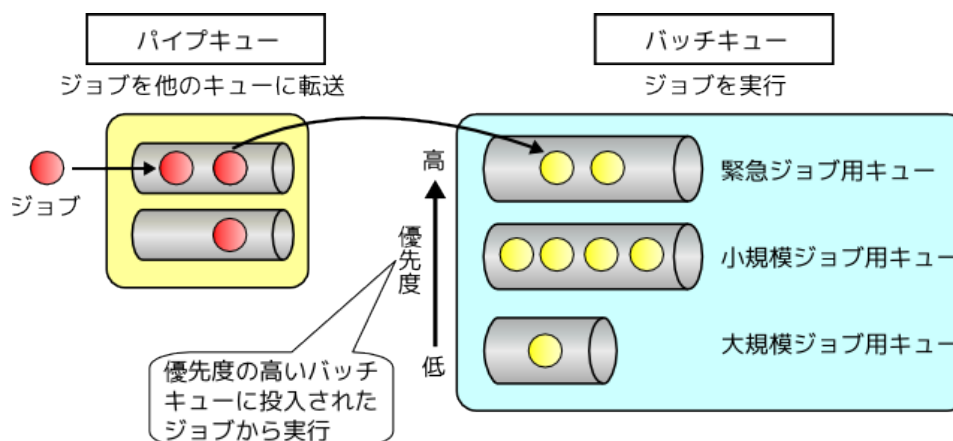 パイプキュー
ジョブを他のキューに転送
ジョブ
バッチキュー
ジョブを実行
高
優先度
低
緊急ジョブ用キュー
小規模ジョブ用キュー
大規模ジョブ用キュー
優先度の高いバッチ
キューに投入された
ジョブから実行